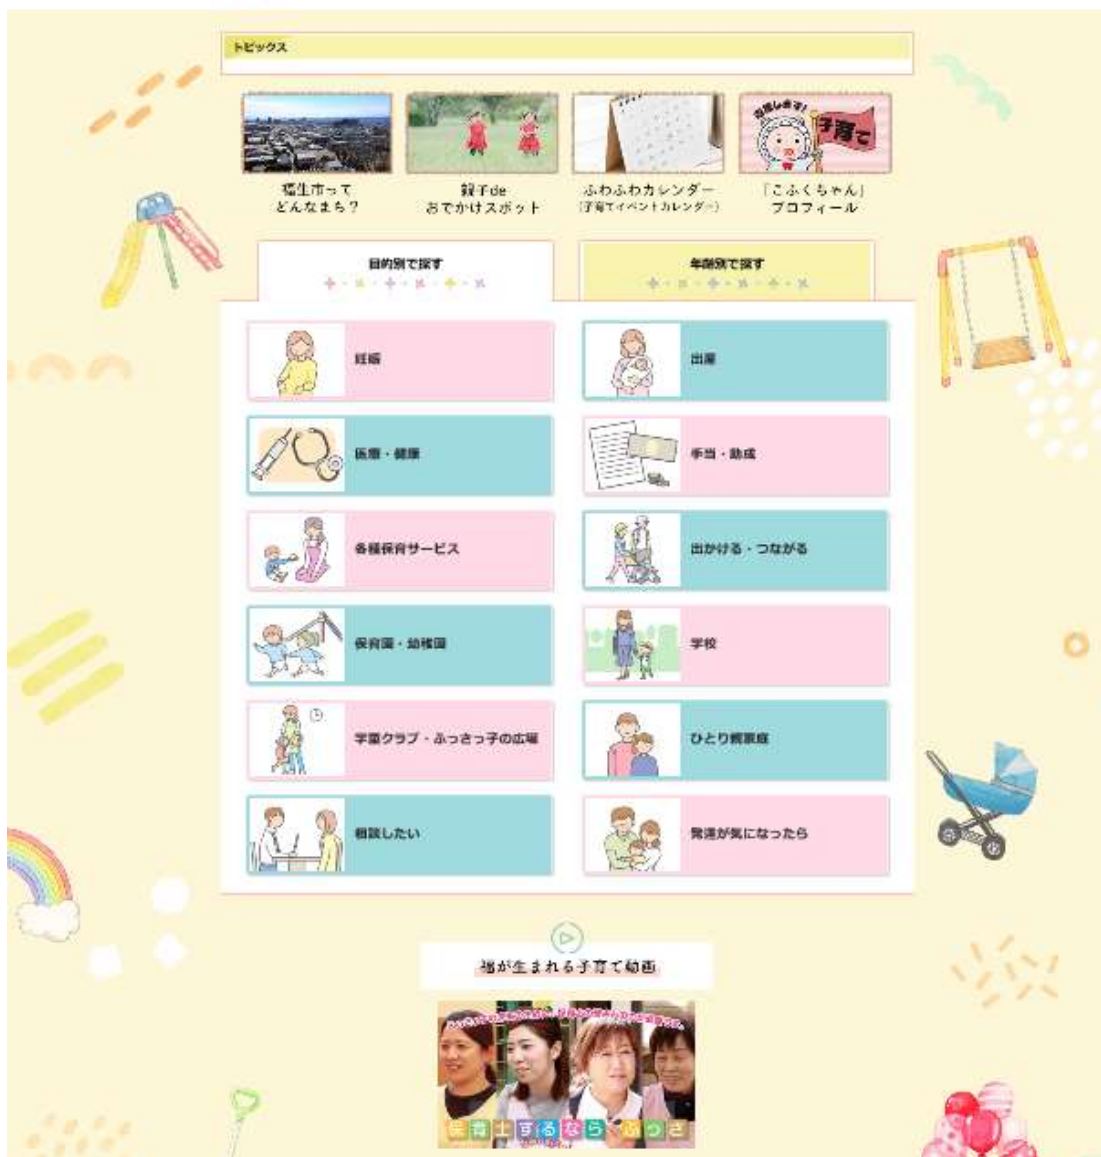 トピックス
応援します!
子育て
福生市って
どんなまち?
親子de
おでかけスポット
ふわふわカレンダー
(子育てイベントカレンダー)
「こふくちゃん」
プロフィール
目的別で探す
年齢別で探す
妊娠
出産
医療・健康
手当・助成
各種保育サービス
出かける・つながる
保育園・幼稚園
学校
学童クラブ・ふっさっ子の広場
ひとり親家庭
相談したい
発達が気になったら
福が生まれる子育て動画
保育士するなら ふっさ